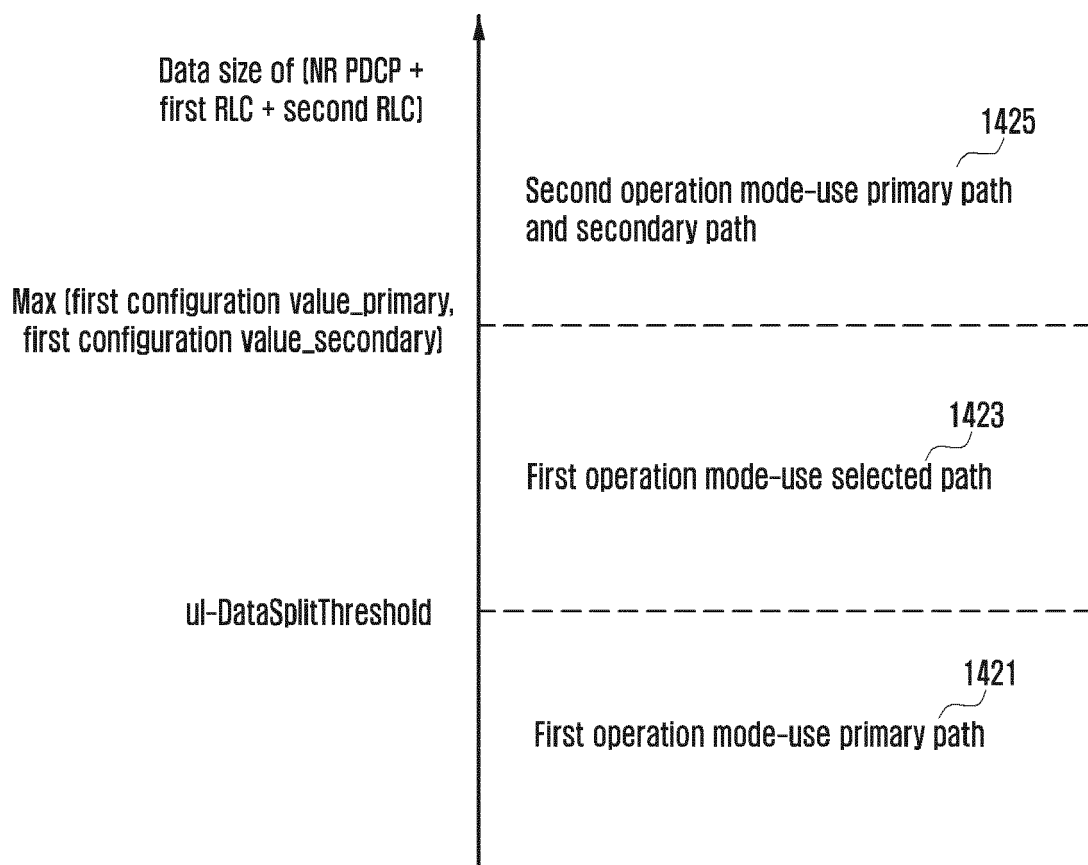 Data size of (NR PDCP +
first RLC + second RLC)
1425
Second operation mode-use primary path
and secondary path
Max (first configuration value_primary,
first configuration value_secondary)
1423
First operation mode-use selected path
ul-DataSplitThreshold
1421
First operation mode-use primary path